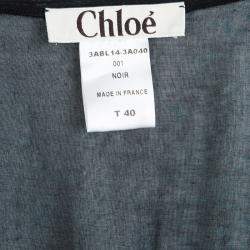 Chloé
3ABL14-3A040
001
NOIR
MADE IN FRANCE
T 40